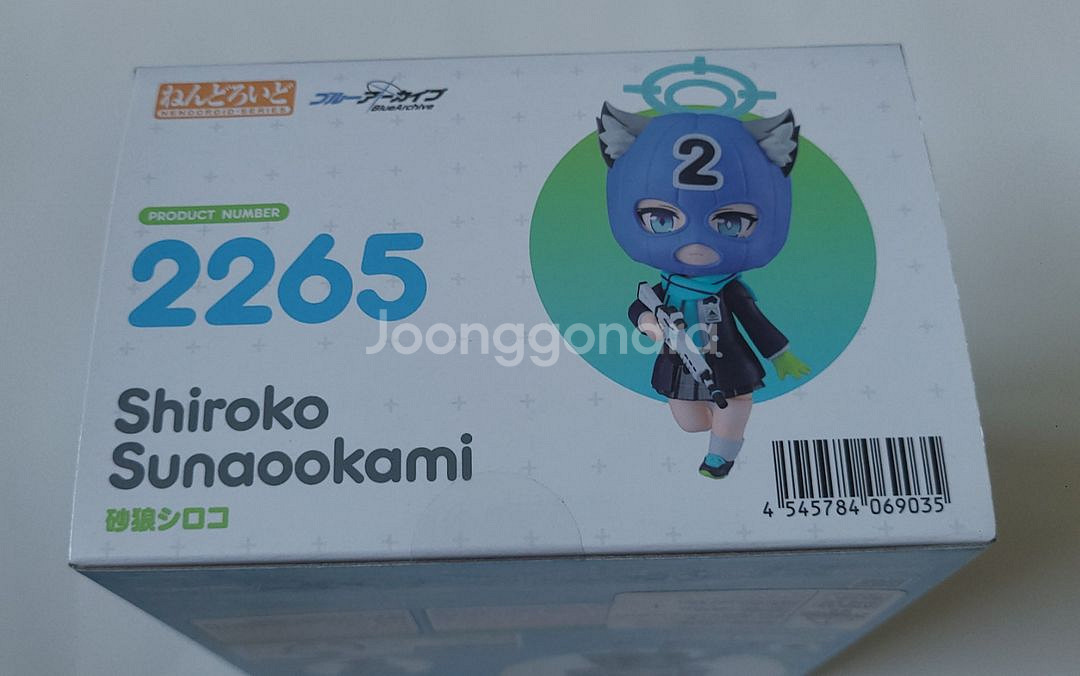 ねんどろいど
NENDOROID SERIES
ブルーアーカイブ
BlueArchive
2
PRODUCT NUMBER
2265
Joonggonara
Shiroko
Sunaookami
砂狼シロコ
4 545784 069035